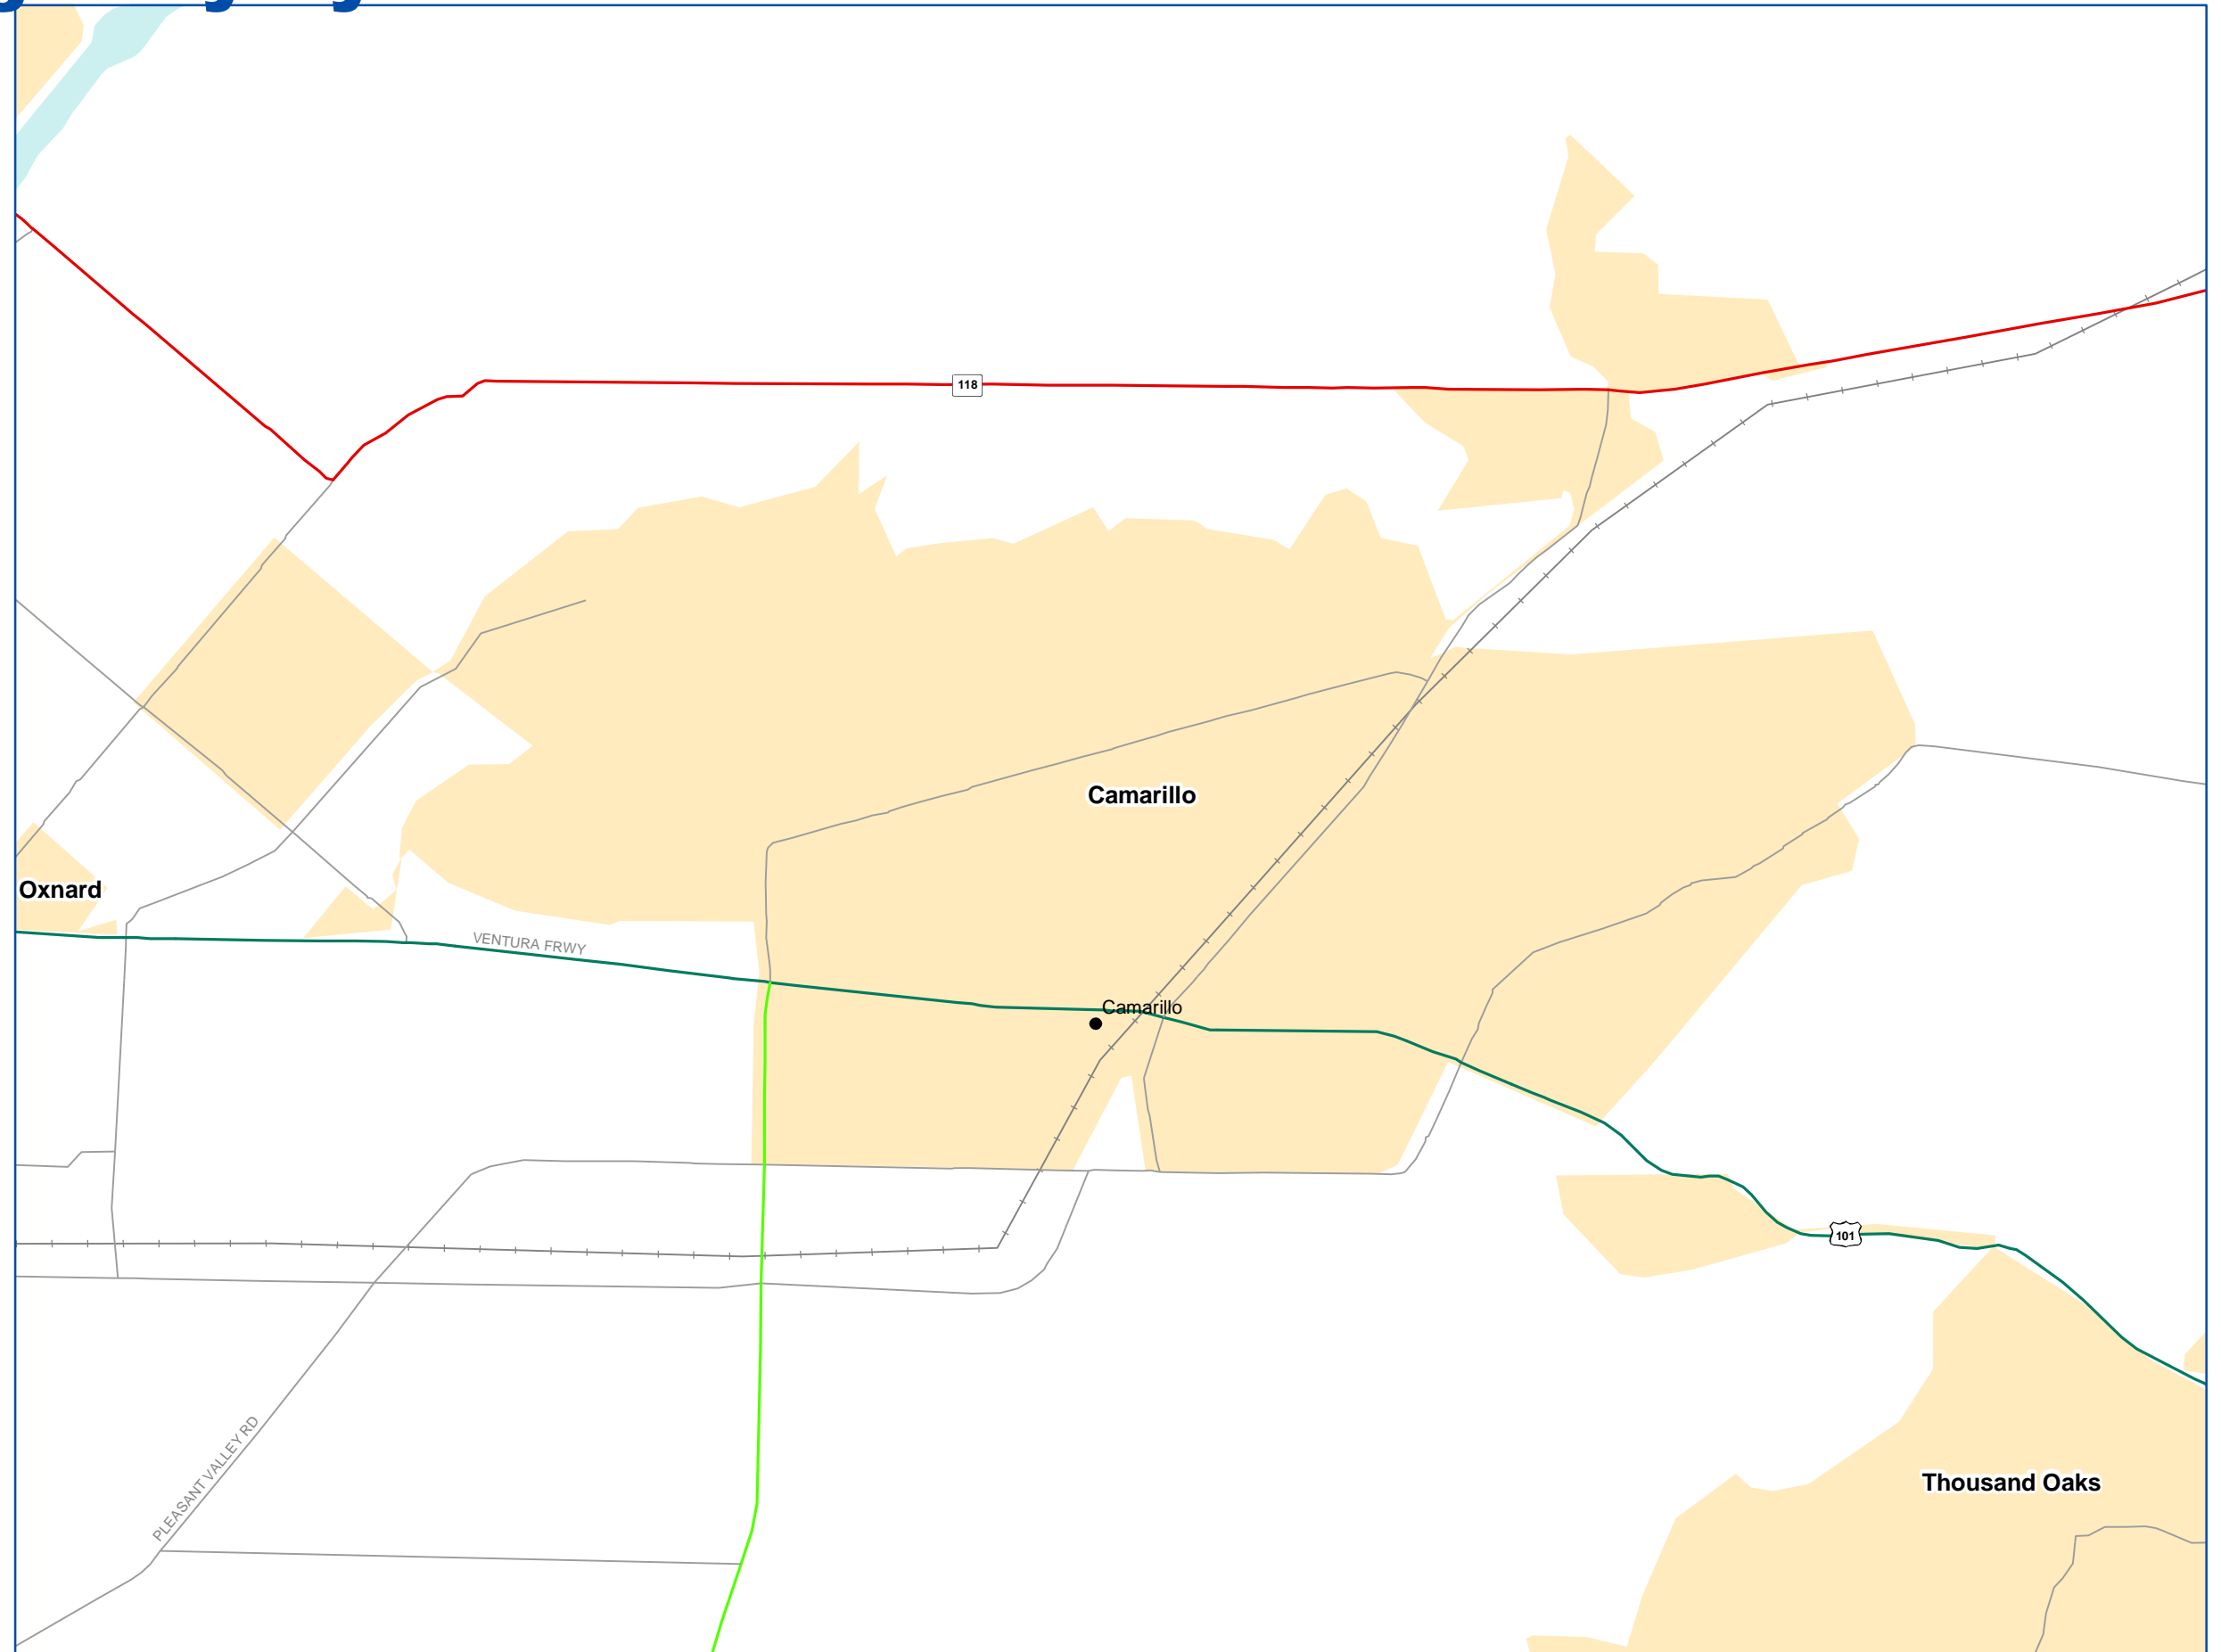 118
Camarillo
Oxnard
VENTURA FRWY
Camarillo
101
PLEASANT VALLEY RD
Thousand Oaks